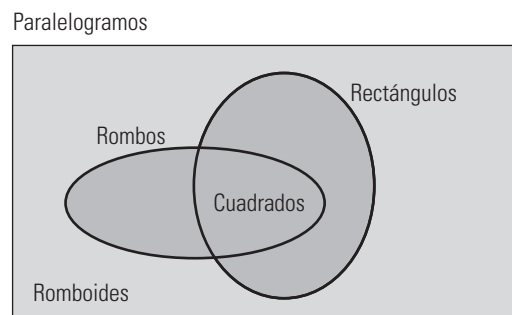 Paralelogramos
Rectángulos
Rombos
Cuadrados
Romboides